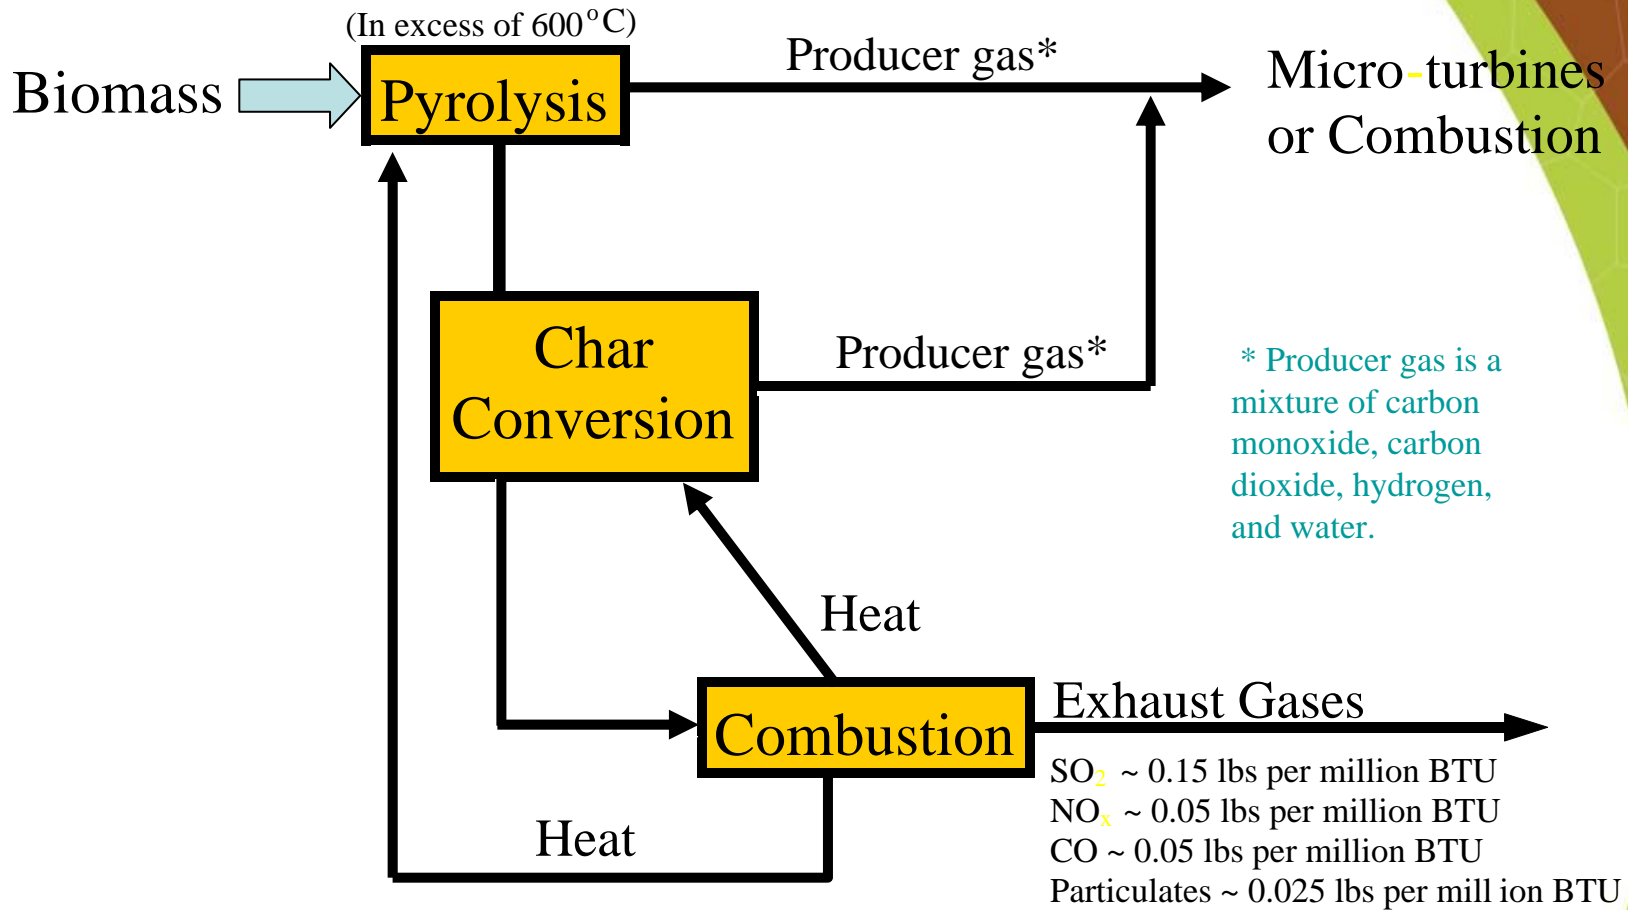 (In excess of 600°C)
Biomass
Pyrolysis
Producer gas*
Micro-turbines
or Combustion
Char
Conversion
Producer gas*
* Producer gas is a
mixture of carbon
monoxide, carbon
dioxide, hydrogen,
and water.
Heat
Combustion
Exhaust Gases
SO₂ ~ 0.15 lbs per million BTU
NOₓ ~ 0.05 lbs per million BTU
CO ~ 0.05 lbs per million BTU
Particulates ~ 0.025 lbs per mill ion BTU
Heat